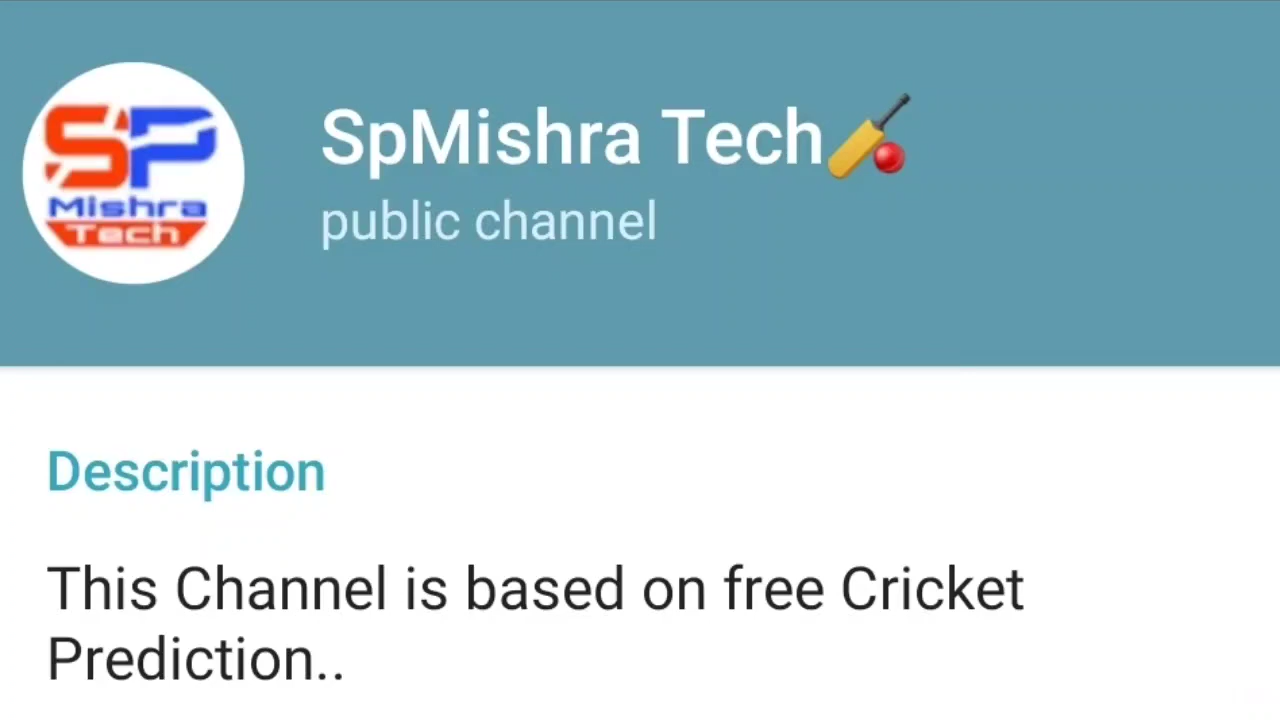 SP
Mishra
Tech
SpMishra Tech🏏
public channel
Description
This Channel is based on free Cricket
Prediction..